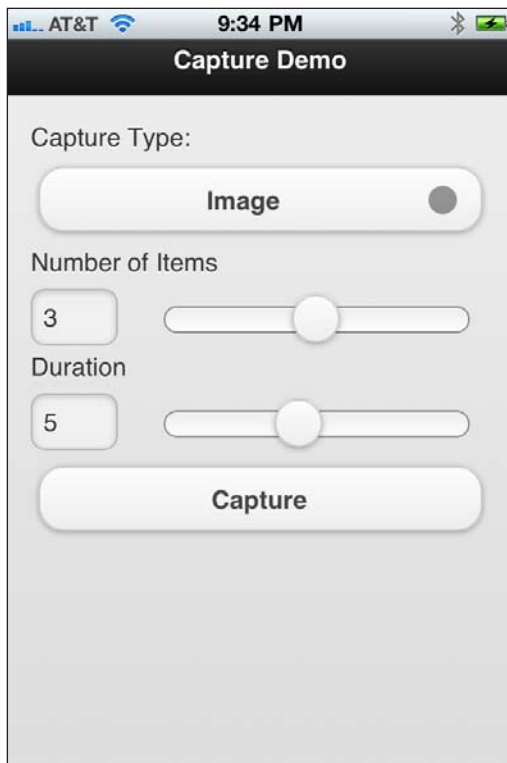 AT&T 9:34 PM
Capture Demo
Capture Type:
Image
Number of Items
3
Duration
5
Capture